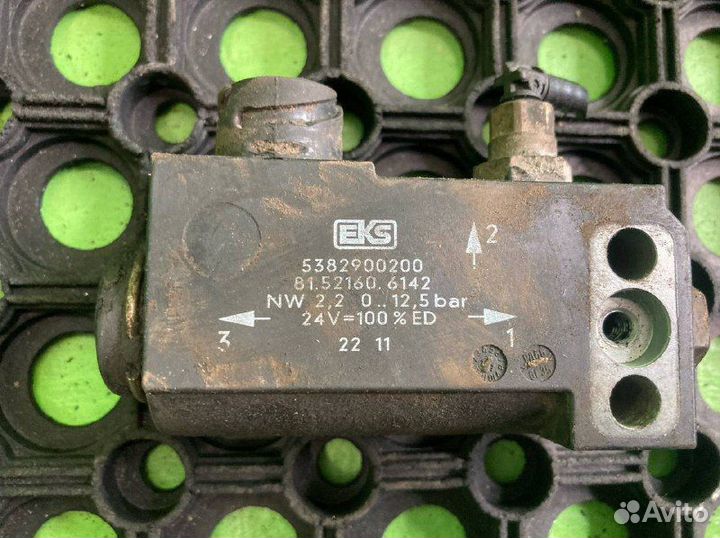 EKS
2
5382900200
81.52160.6142
NW 2,2 0..12,5 bar
24V=100% ED
3
1
22 11
Avito